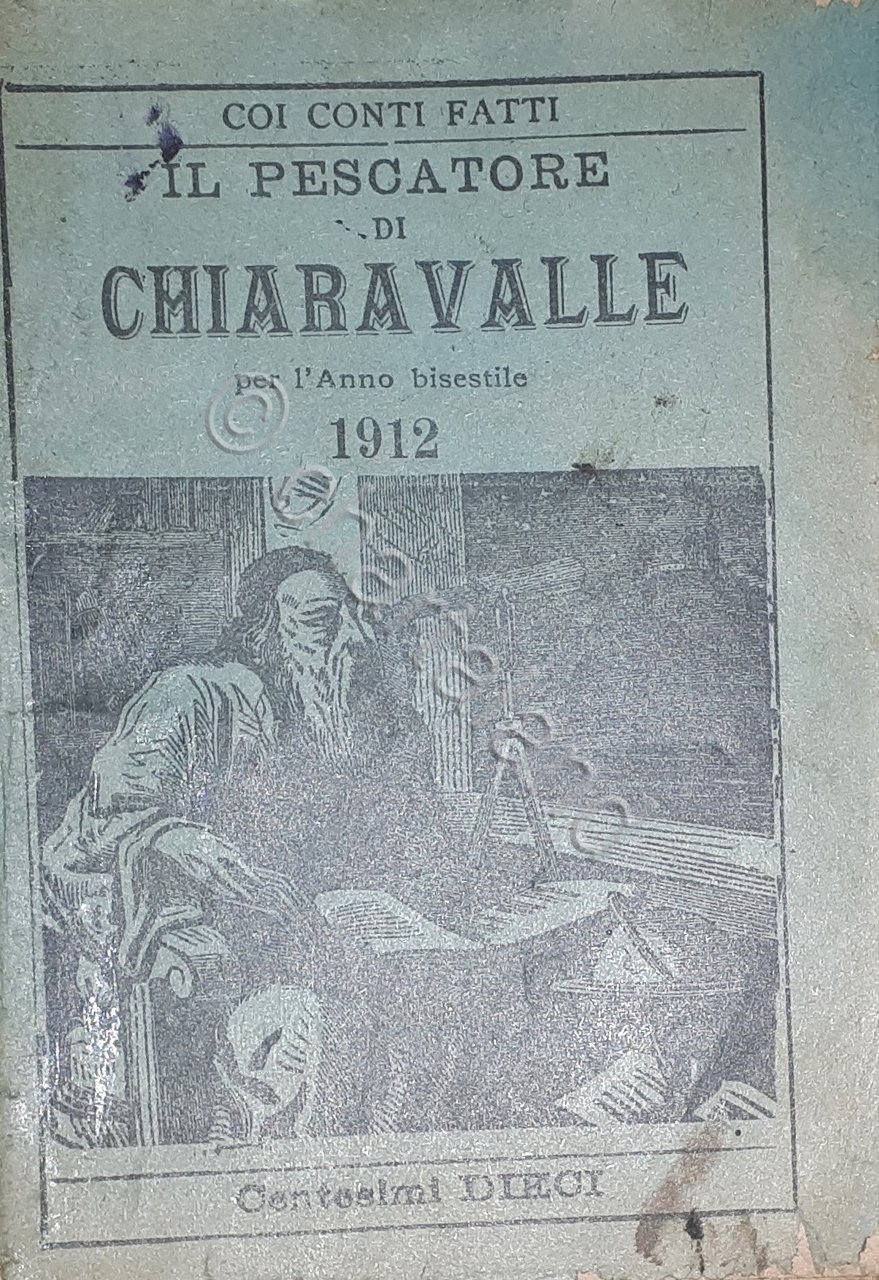 COI CONTI FATTI
IL PESCATORE
DI
CHIARAVALLE
per l'Anno bisestile
1912
Centesimi DIECI